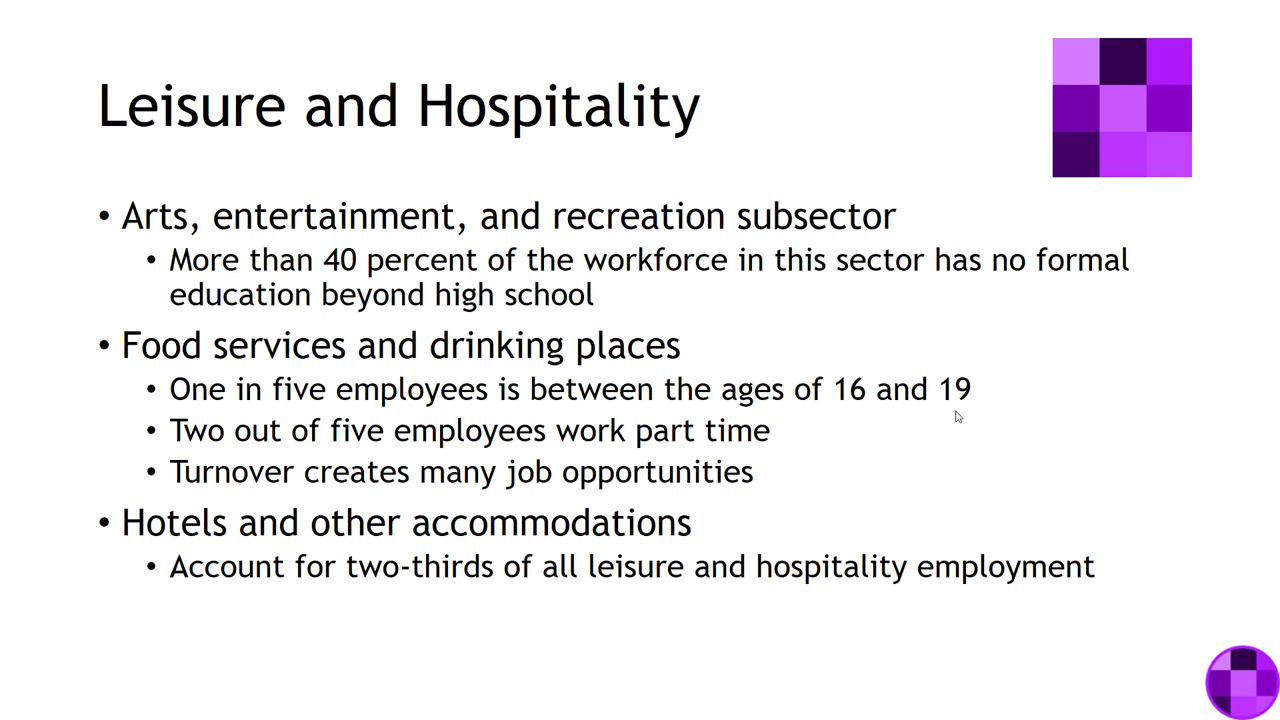 Leisure and Hospitality
• Arts, entertainment, and recreation subsector
• More than 40 percent of the workforce in this sector has no formal
education beyond high school
• Food services and drinking places
• One in five employees is between the ages of 16 and 19
• Two out of five employees work part time
• Turnover creates many job opportunities
• Hotels and other accommodations
• Account for two-thirds of all leisure and hospitality employment